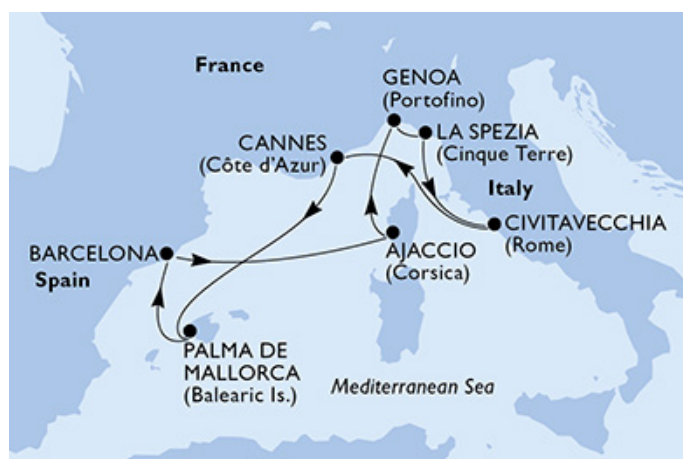 France
GENOA
(Portofino)
CANNES
(Côte d'Azur)
LA SPEZIA
(Cinque Terre)
Italy
CIVITAVECCHIA
(Rome)
BARCELONA
Spain
AJACCIO
(Corsica)
PALMA DE
MALLORCA
(Balearic Is.)
Mediterranean Sea